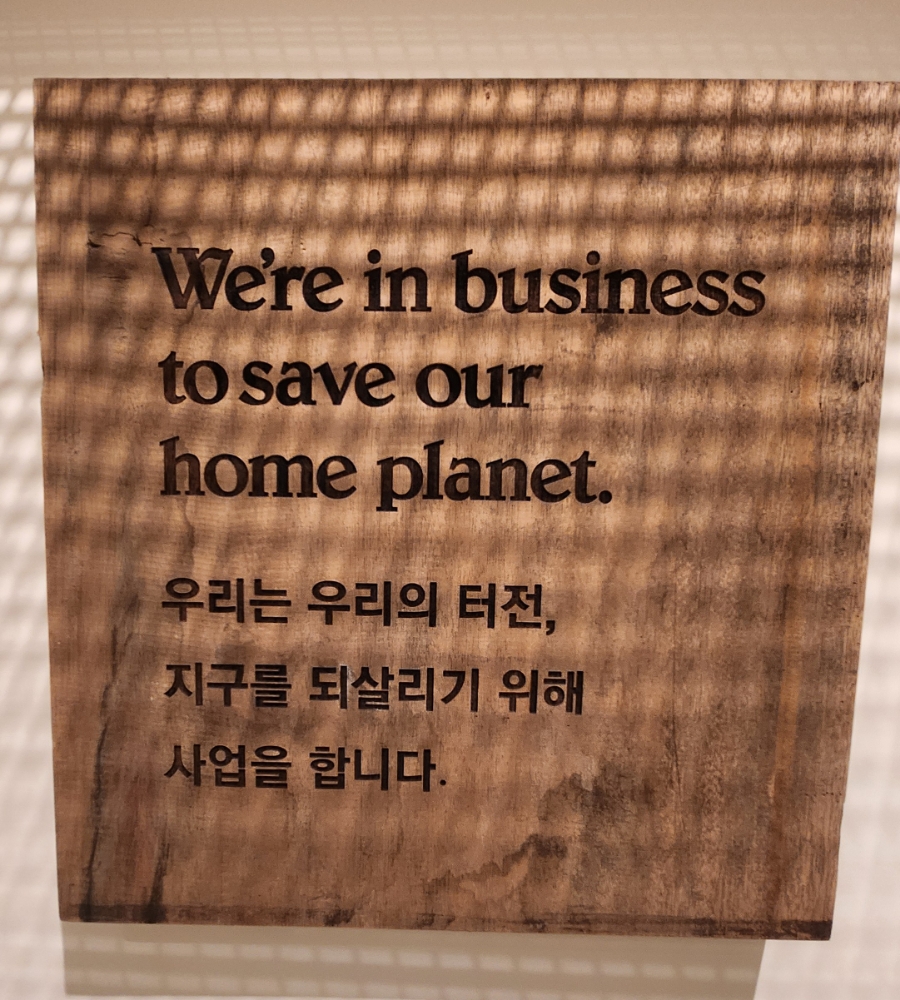 We're in business
to save our
home planet.
우리는 우리의 터전,
지구를 되살리기 위해
사업을 합니다.